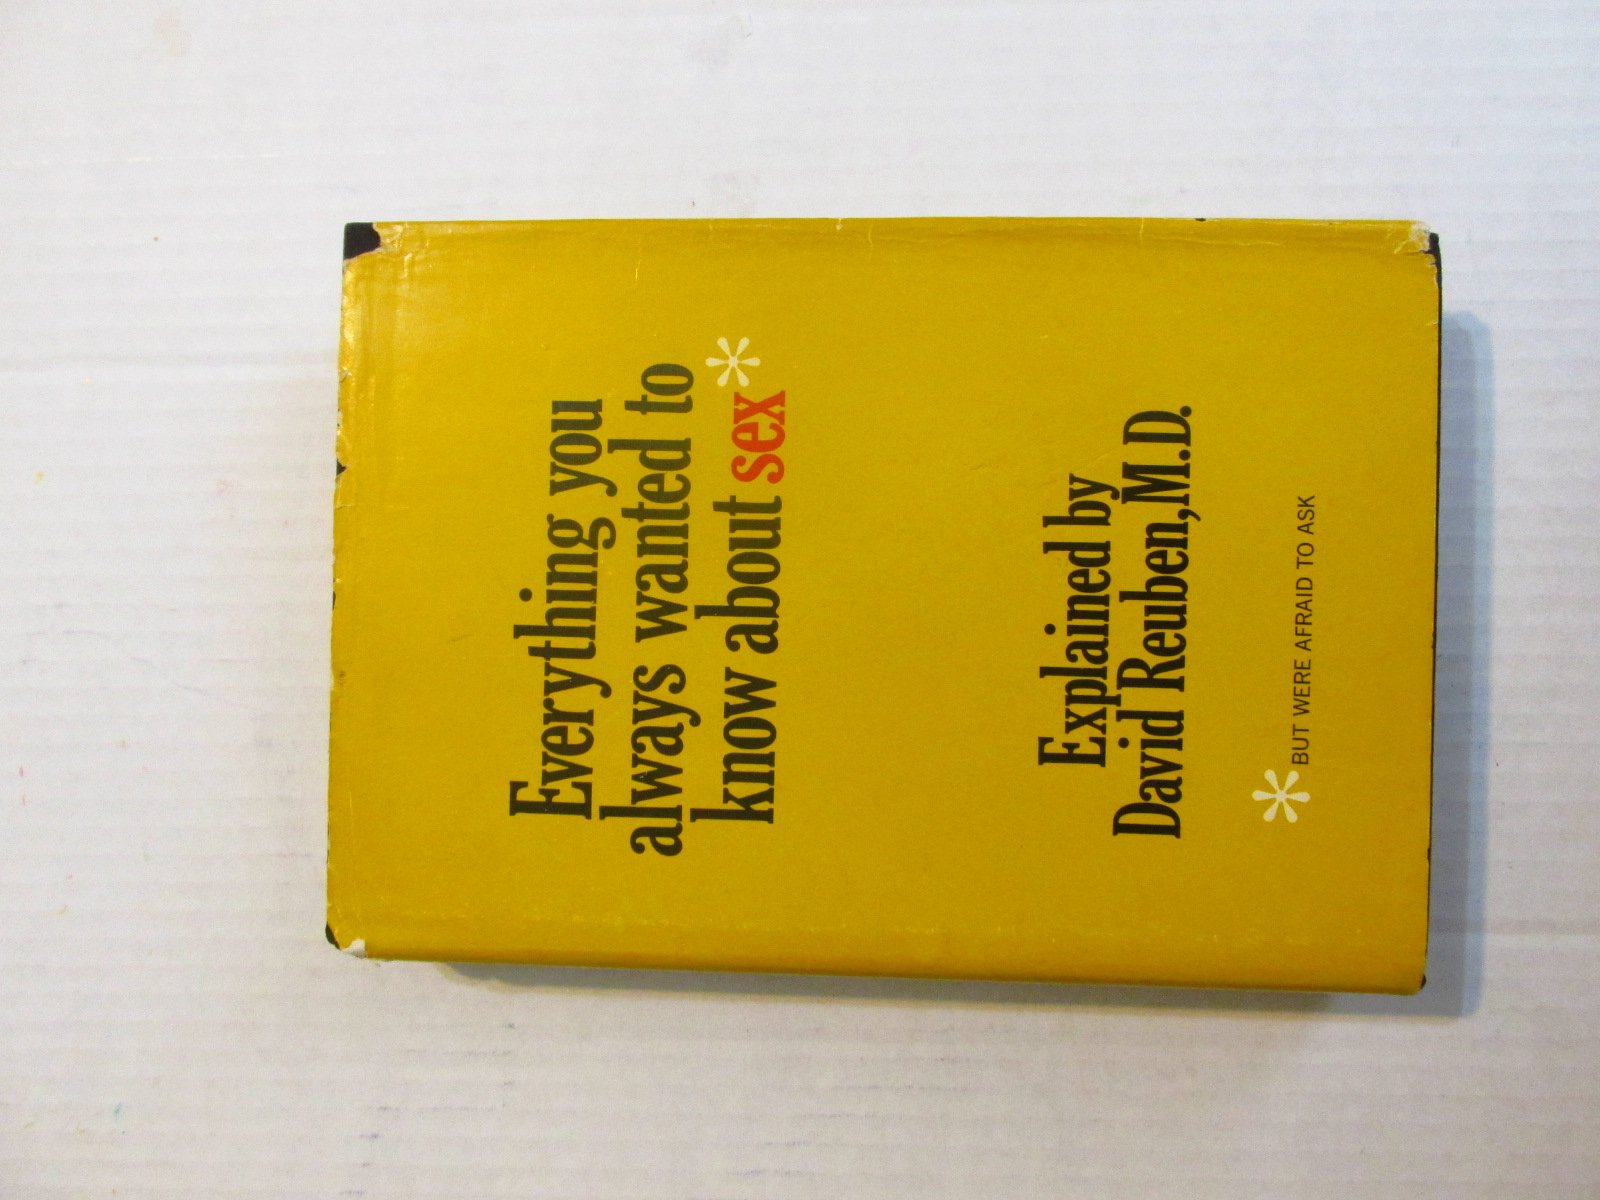 Everything you
always wanted to
know about sex*
Explained by
David Reuben, M.D.
*BUT WERE AFRAID TO ASK